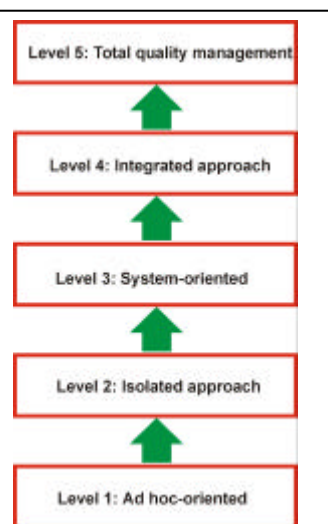 Level 5: Total quality management
Level 4: Integrated approach
Level 3: System-oriented
Level 2: Isolated approach
Level 1: Ad hoc-oriented